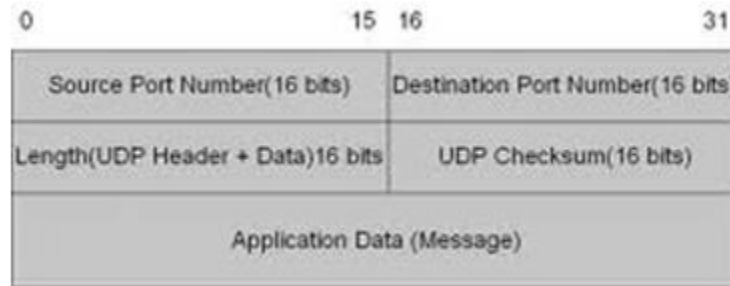 0 15 16 31
Source Port Number(16 bits) Destination Port Number(16 bits
Length(UDP Header + Data)16 bits UDP Checksum(16 bits)
Application Data (Message)